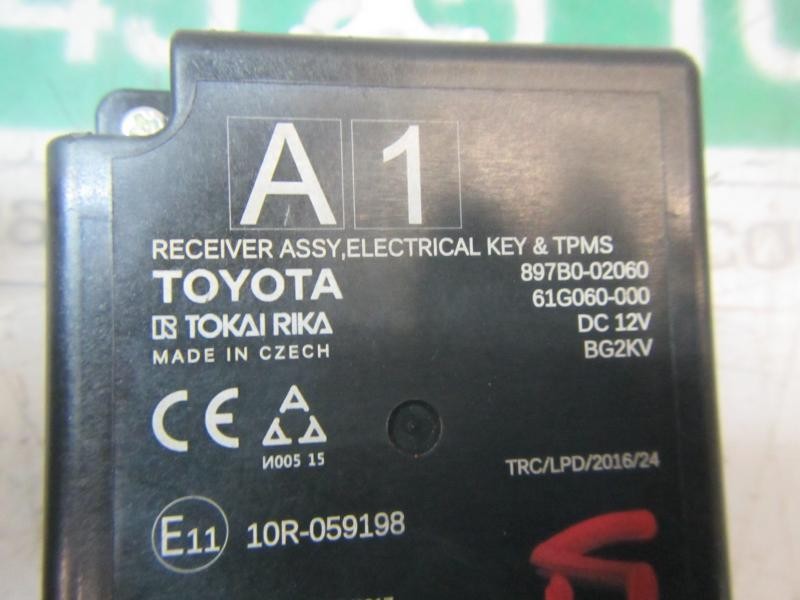 A 1
RECEIVER ASSY,ELECTRICAL KEY & TPMS
TOYOTA 897B0-02060
61G060-000
TOKAI RIKA DC 12V
MADE IN CZECH BG2KV
CE
И005 15
TRC/LPD/2016/24
E11 10R-059198